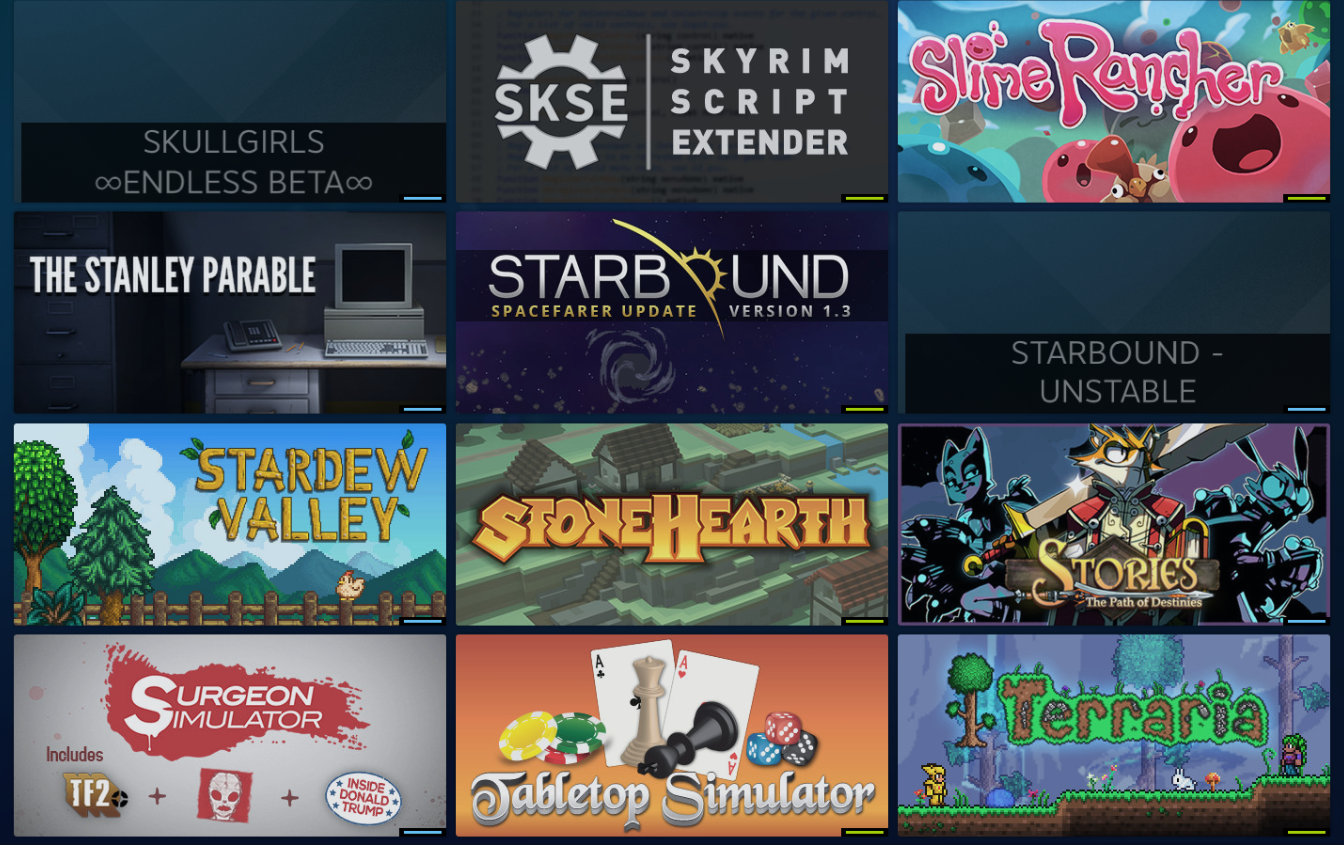 SKULLGIRLS
∞ENDLESS BETA∞
SKSE
SKYRIM
SCRIPT
EXTENDER
Slime Rancher
THE STANLEY PARABLE
STARBOUND
SPACEFARER UPDATE VERSION 1.3
STARBOUND -
UNSTABLE
STARDEW
VALLEY
STONEHEARTH
STORIES
The Path of Destinies
SURGEON
SIMULATOR
Includes
TF2
+
+
INSIDE
DONALD
TRUMP
A
A
A
Tabletop Simulator
Terraria